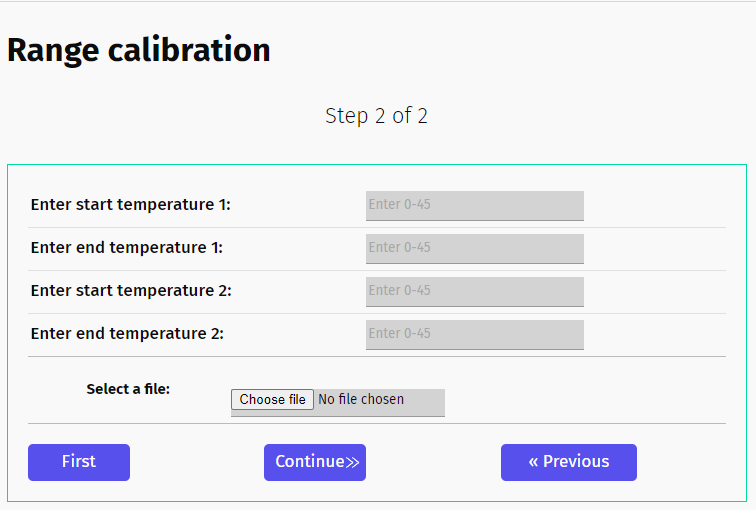 Range calibration
Step 2 of 2
Enter start temperature 1: Enter 0-45
Enter end temperature 1: Enter 0-45
Enter start temperature 2: Enter 0-45
Enter end temperature 2: Enter 0-45
Select a file: Choose file No file chosen
First Continue≫ « Previous